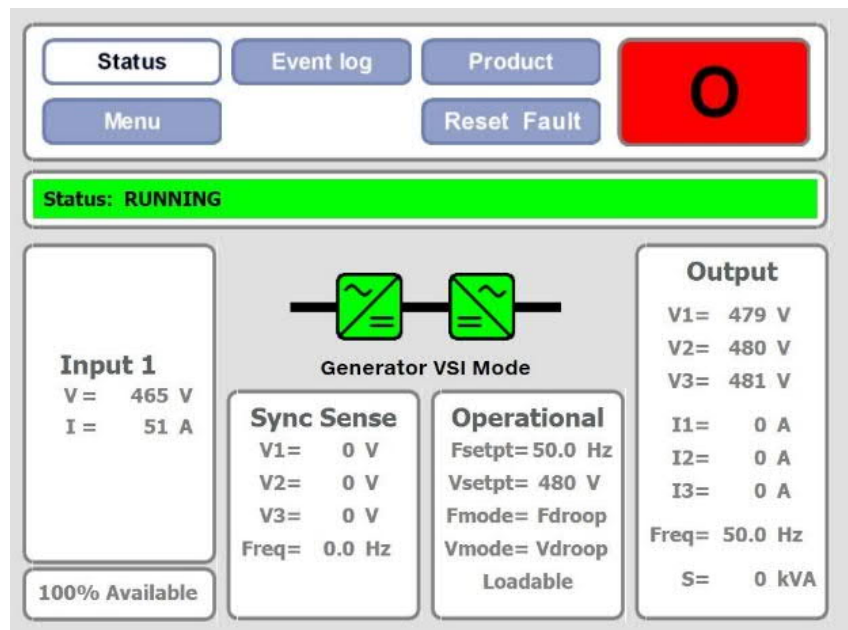 Status
Event log
Product
O
Menu
Reset Fault
Status: RUNNING
Input 1
V = 465 V
I = 51 A
100% Available
Generator VSI Mode
Sync Sense
V1= 0 V
V2= 0 V
V3= 0 V
Freq= 0.0 Hz
Operational
Fsetpt= 50.0 Hz
Vsetpt= 480 V
Fmode= Fdroop
Vmode= Vdroop
Loadable
Output
V1= 479 V
V2= 480 V
V3= 481 V
I1= 0 A
I2= 0 A
I3= 0 A
Freq= 50.0 Hz
S= 0 kVA